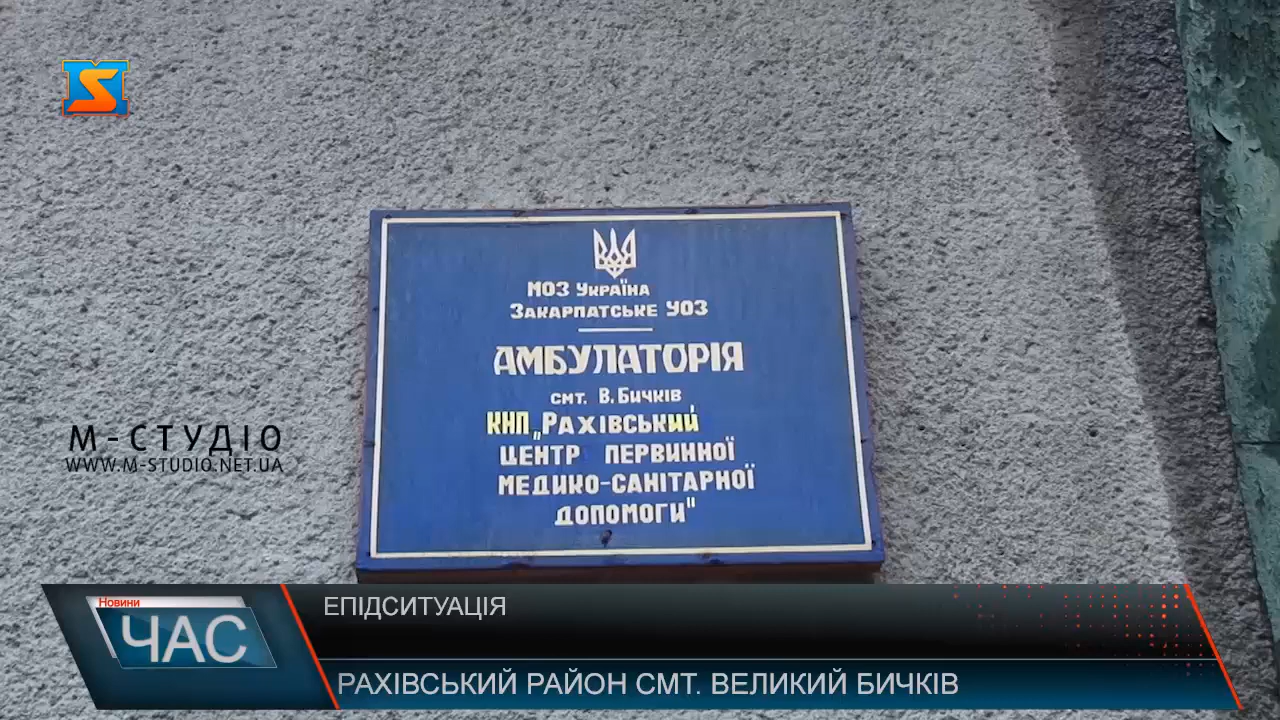 МОЗ Україна
Закарпатське УОЗ
АМБУЛАТОРІЯ
смт. В. Бичків
КНП „Рахівський
ЦЕНТР ПЕРВИННОЇ
МЕДИКО-САНІТАРНОЇ
ДОПОМОГИ"
М-СТУДІО
WWW.M-STUDIO.NET.UA
Новини
ЧАС
ЕПІДСИТУАЦІЯ
РАХІВСЬКИЙ РАЙОН СМТ. ВЕЛИКИЙ БИЧКІВ